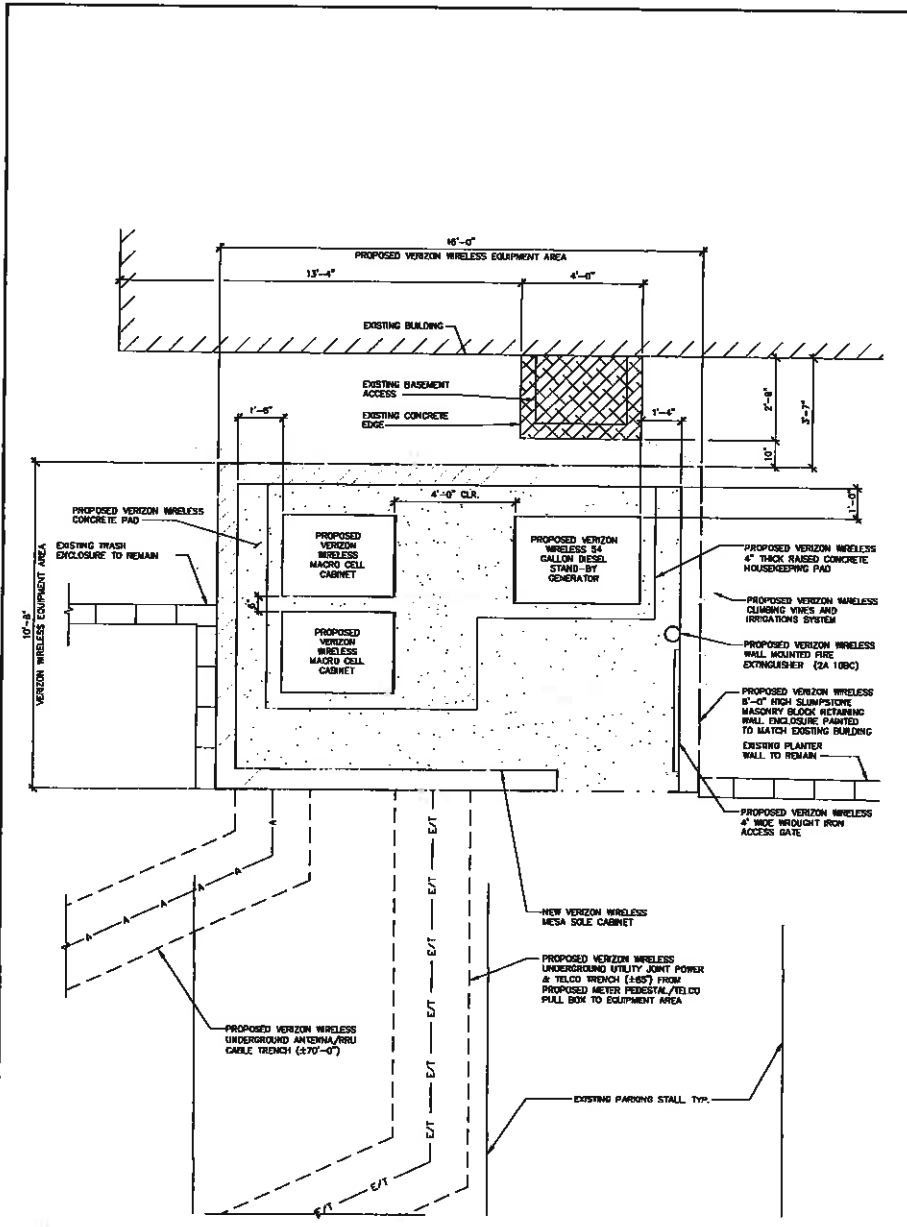 16'-0"
PROPOSED VERIZON WIRELESS EQUIPMENT AREA
13'-4"
4'-0"
EXISTING BUILDING
EXISTING BASEMENT
ACCESS
EXISTING CONCRETE
EDGE
1'-6"
1'-4"
2'-9"
3'-7"
10"
4'-0" CLR.
1'-0"
PROPOSED VERIZON WIRELESS
CONCRETE PAD
EXISTING TRASH
ENCLOSURE TO REMAIN
10'-8"
VERIZON WIRELESS EQUIPMENT AREA
PROPOSED
VERIZON
WIRELESS
MACRO CELL
CABINET
6"
PROPOSED
VERIZON
WIRELESS
MACRO CELL
CABINET
PROPOSED VERIZON
WIRELESS 54
GALLON DIESEL
STAND-BY
GENERATOR
PROPOSED VERIZON WIRELESS
4" THICK RAISED CONCRETE
HOUSEKEEPING PAD
PROPOSED VERIZON WIRELESS
CLIMBING VINES AND
IRRIGATIONS SYSTEM
PROPOSED VERIZON WIRELESS
WALL MOUNTED FIRE
EXTINGUISHER (2A 10BC)
PROPOSED VERIZON WIRELESS
8'-0" HIGH SLUMPSTONE
MASONRY BLOCK RETAINING
WALL ENCLOSURE PAINTED
TO MATCH EXISTING BUILDING
EXISTING PLANTER
WALL TO REMAIN
PROPOSED VERIZON WIRELESS
4' WIDE WROUGHT IRON
ACCESS GATE
NEW VERIZON WIRELESS
MESA SOLE CABINET
PROPOSED VERIZON WIRELESS
UNDERGROUND UTILITY JOINT POWER
& TELCO TRENCH (±65') FROM
PROPOSED METER PEDESTAL/TELCO
PULL BOX TO EQUIPMENT AREA
PROPOSED VERIZON WIRELESS
UNDERGROUND ANTENNA/RRU
CABLE TRENCH (±70'-0")
EXISTING PARKING STALL TYP.
A
A
A
A
A
A
E/T
E/T
E/T
E/T
E/T
E/T
E/T